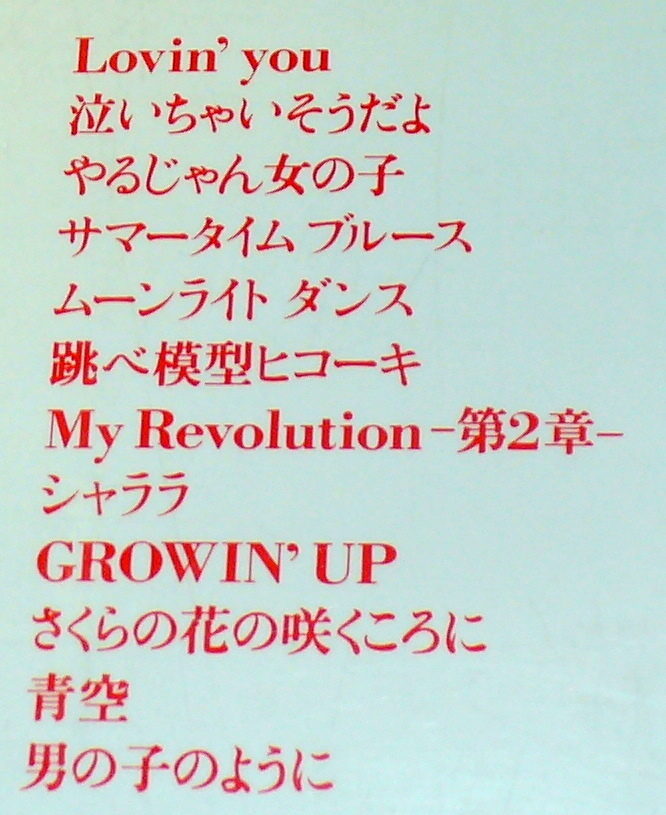 Lovin' you
泣いちゃいそうだよ
やるじゃん女の子
サマータイム ブルース
ムーンライト ダンス
跳べ模型ヒコーキ
My Revolution−第2章−
シャララ
GROWIN' UP
さくらの花の咲くころに
青空
男の子のように